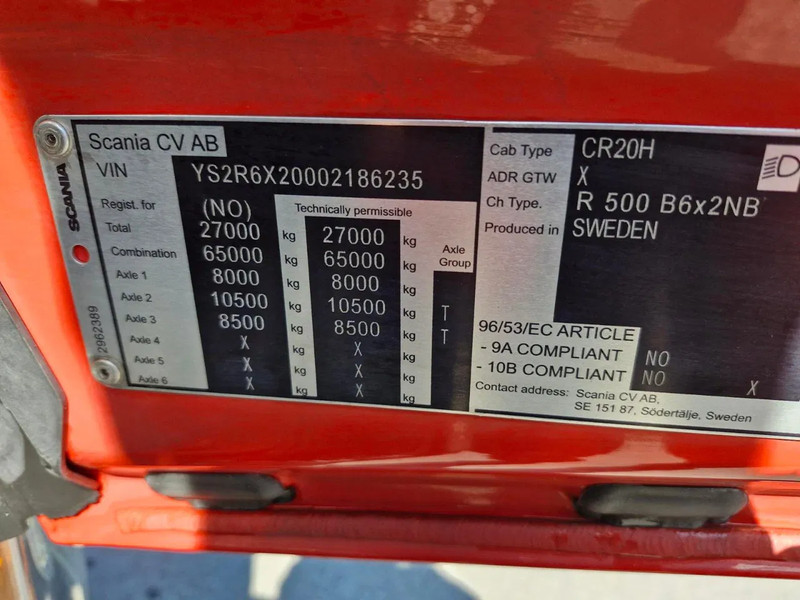 Scania CV AB
VIN YS2R6X20002186235
Regist. for (NO) Technically permissible
Total 27000 kg 27000 kg
Combination 65000 kg 65000 kg Axle Group
Axle 1 8000 kg 8000 kg
Axle 2 10500 kg 10500 kg T
Axle 3 8500 kg 8500 kg T
Axle 4 X kg X kg
Axle 5 X kg X kg
Axle 6 X kg X kg
SCANIA
2962389
Cab Type CR20H
ADR GTW X
Ch Type. R 500 B6x2NB
Produced in SWEDEN
96/53/EC ARTICLE
- 9A COMPLIANT NO
- 10B COMPLIANT NO X
Contact address: Scania CV AB,
SE 151 87, Södertälje, Sweden